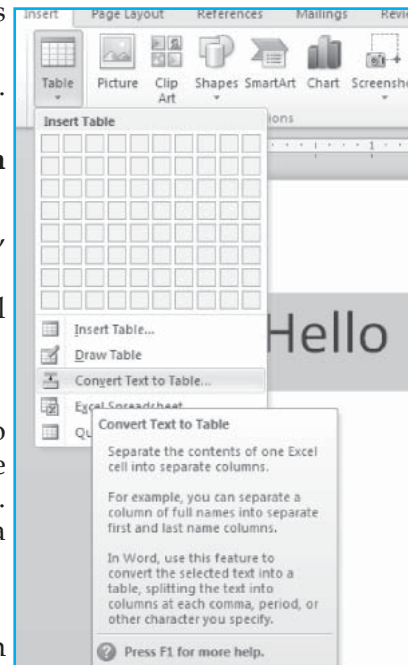 Insert Page Layout References Mailings
Table Picture Clip Art Shapes SmartArt Chart
Insert Table
1
Insert Table...
Draw Table
Convert Text to Table...
Hello
Excel Spreadsheet
Convert Text to Table
Separate the contents of one Excel
cell into separate columns.
For example, you can separate a
column of full names into separate
first and last name columns.
In Word, use this feature to
convert the selected text into a
table, splitting the text into
columns at each comma, period, or
other character you specify.
Press F1 for more help.